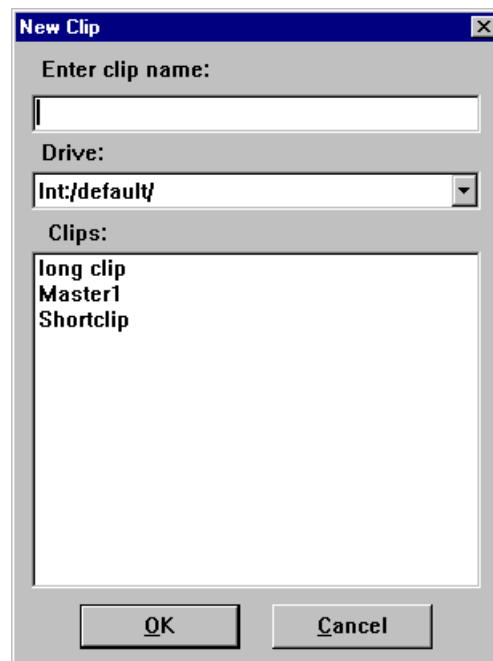 New Clip
Enter clip name:
Drive:
Int:/default/
Clips:
long clip
Master1
Shortclip
OK
Cancel